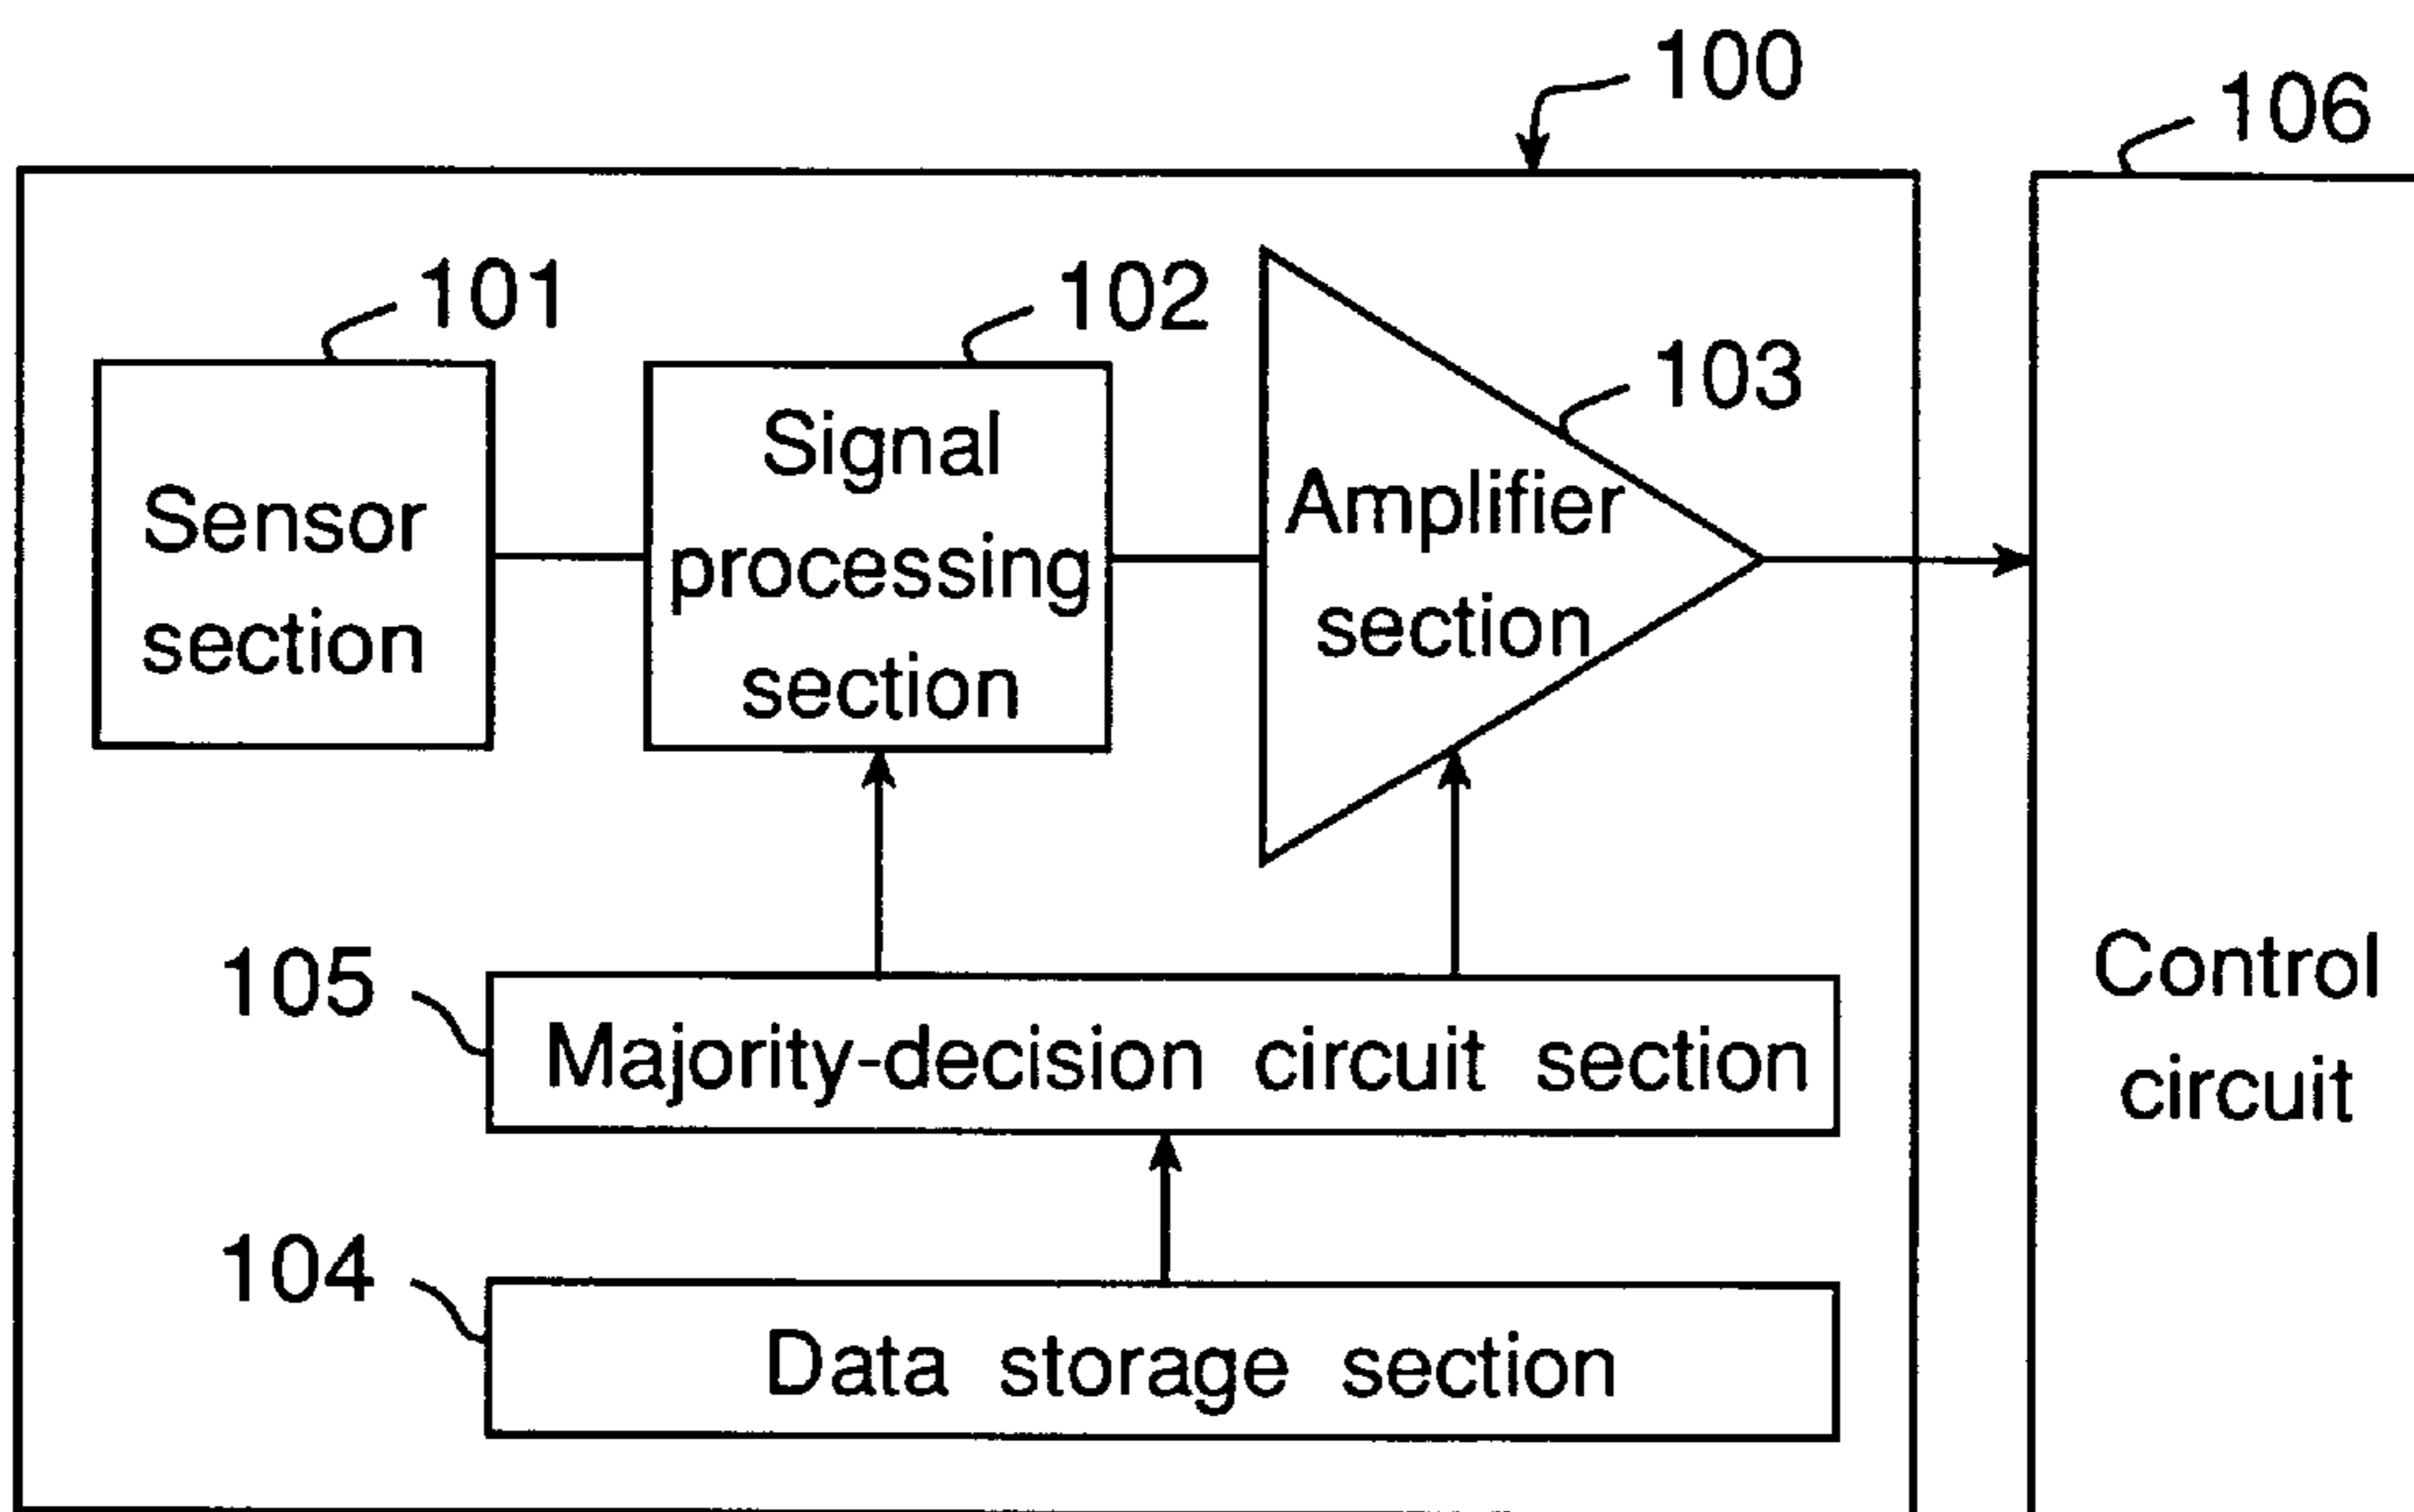 100
106
101
102
103
Sensor
section
Signal
processing
section
Amplifier
section
105
Majority-decision circuit section
Control
circuit
104
Data storage section